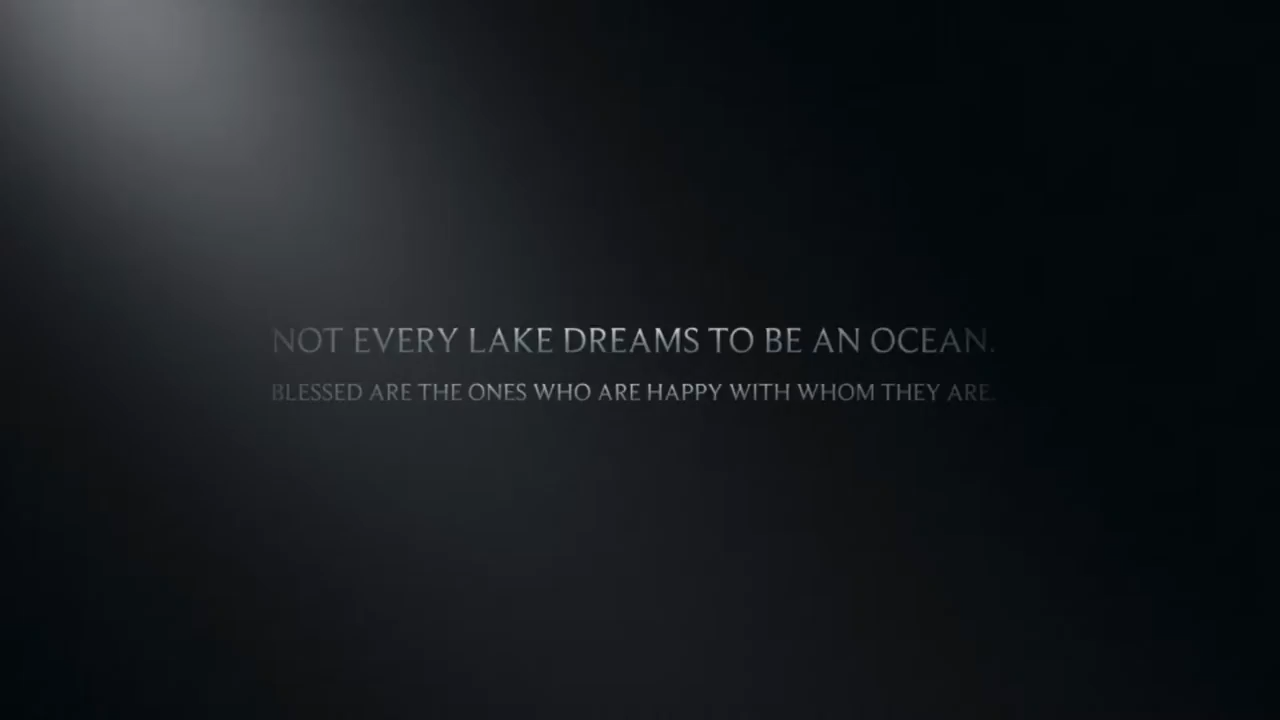 NOT EVERY LAKE DREAMS TO BE AN OCEAN.
BLESSED ARE THE ONES WHO ARE HAPPY WITH WHOM THEY ARE.